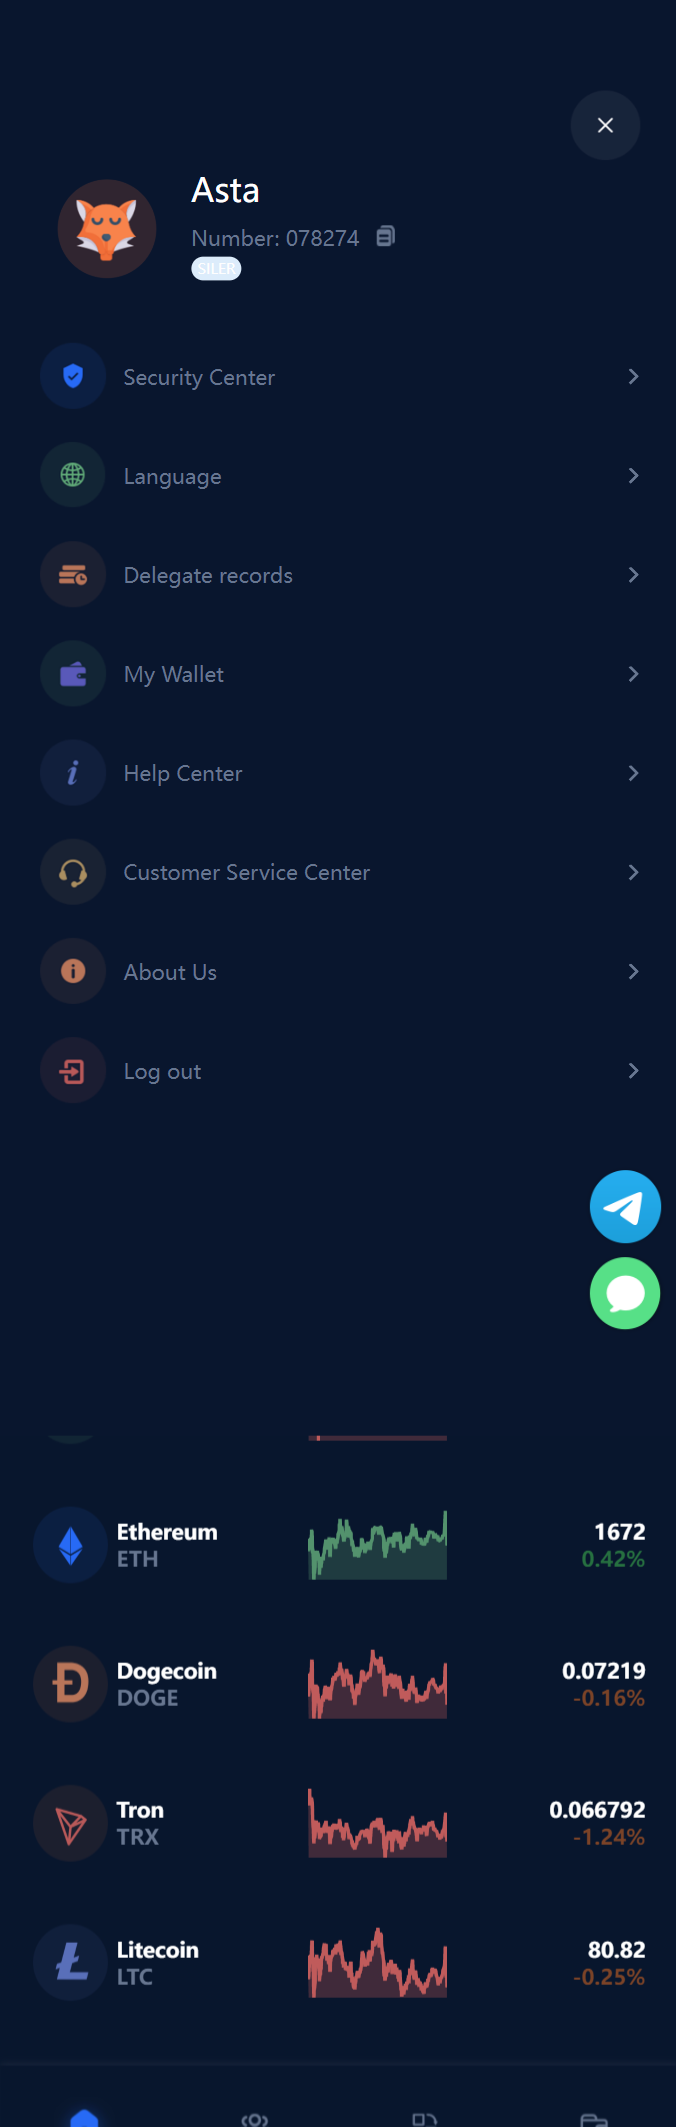 Asta
Number: 078274
SILER
Security Center
Language
Delegate records
My Wallet
Help Center
Customer Service Center
About Us
Log out
Ethereum
ETH
1672
0.42%
Dogecoin
DOGE
0.07219
-0.16%
Tron
TRX
0.066792
-1.24%
Litecoin
LTC
80.82
-0.25%